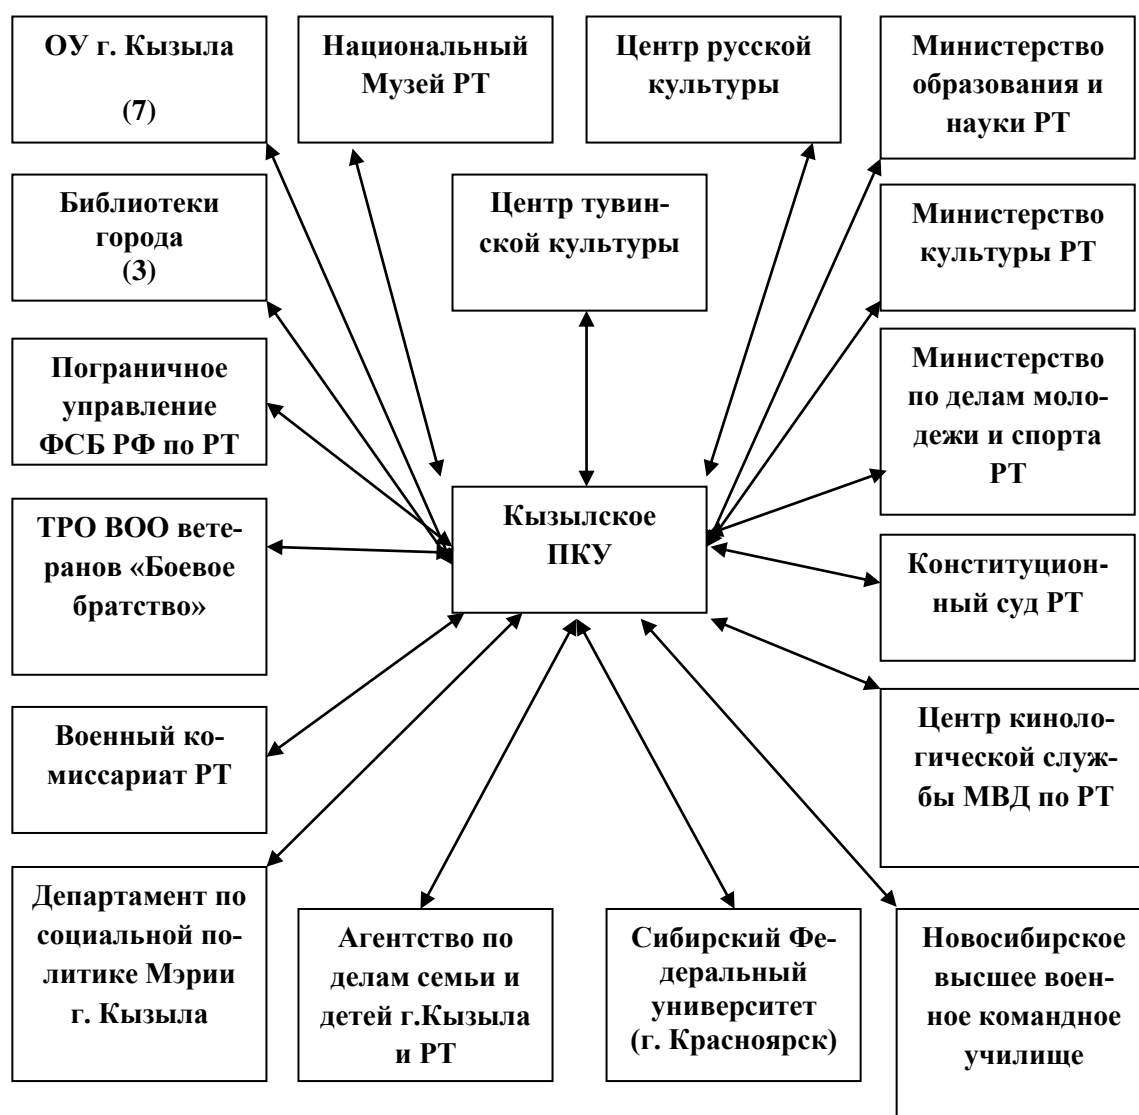 ОУ г. Кызыла
(7)
Национальный
Музей РТ
Центр русской
культуры
Министерство
образования и
науки РТ
Библиотеки
города
(3)
Центр тувин-
ской культуры
Министерство
культуры РТ
Пограничное
управление
ФСБ РФ по РТ
Министерство
по делам моло-
дежи и спорта
РТ
ТРО ВОО вете-
ранов «Боевое
братство»
Кызылское
ПКУ
Конституцион-
ный суд РТ
Военный ко-
миссариат РТ
Центр киноло-
гической служ-
бы МВД по РТ
Департамент по
социальной по-
литике Мэрии
г. Кызыла
Агентство по
делам семьи и
детей г.Кызыла
и РТ
Сибирский Фе-
деральный
университет
(г. Красноярск)
Новосибирское
высшее воен-
ное командное
училище